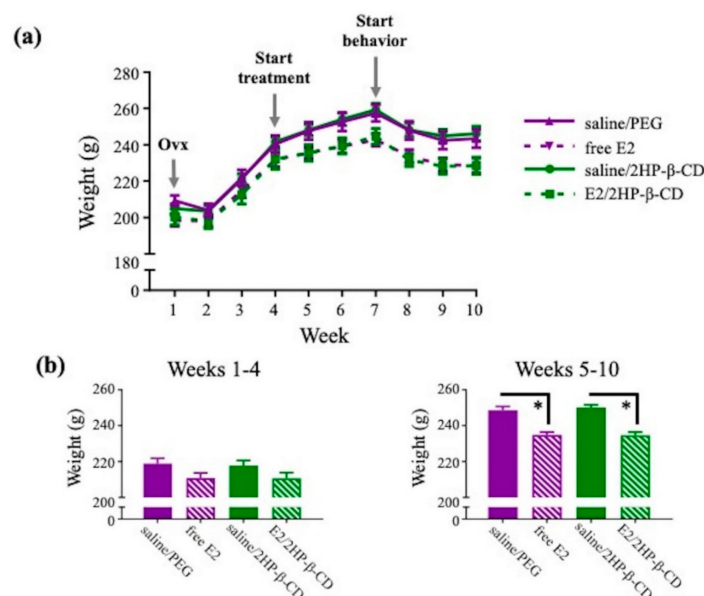 (a)
Start
behavior
Start
treatment
Ovx
280
260
240
220
200
180
0
Weight (g)
1 2 3 4 5 6 7 8 9 10
Week
saline/PEG
free E2
saline/2HP-β-CD
E2/2HP-β-CD
(b)
Weeks 1-4
260
240
220
200
0
Weight (g)
saline/PEG
free E2
saline/2HP-β-CD
E2/2HP-β-CD
Weeks 5-10
260
240
220
200
0
Weight (g)
*
*
saline/PEG
free E2
saline/2HP-β-CD
E2/2HP-β-CD